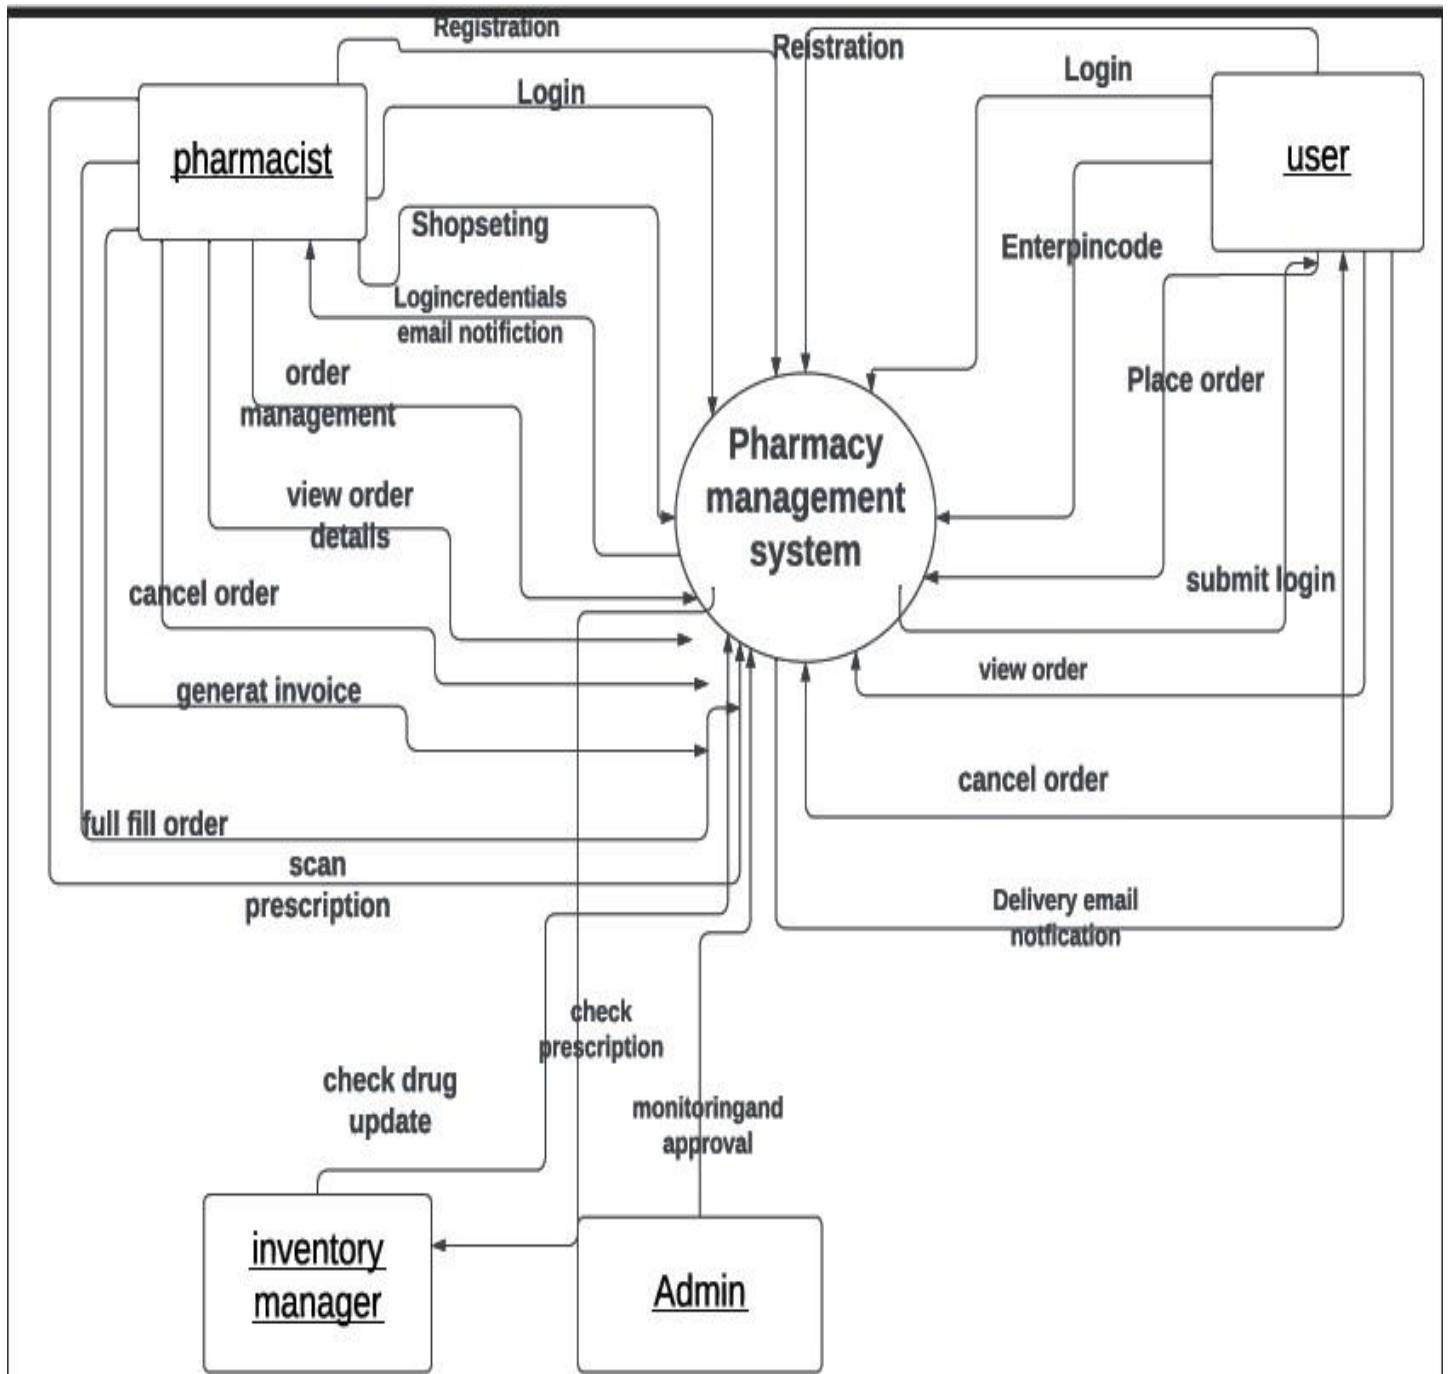 Registration
Reistration
Login
Login
pharmacist
user
Shopseting
Enterpincode
Logincredentials
email notifiction
order
management
Place order
Pharmacy
management
system
view order
details
cancel order
submit login
view order
generat invoice
cancel order
full fill order
scan
prescription
Delivery email
notfication
check
prescription
check drug
update
monitoringand
approval
inventory
manager
Admin